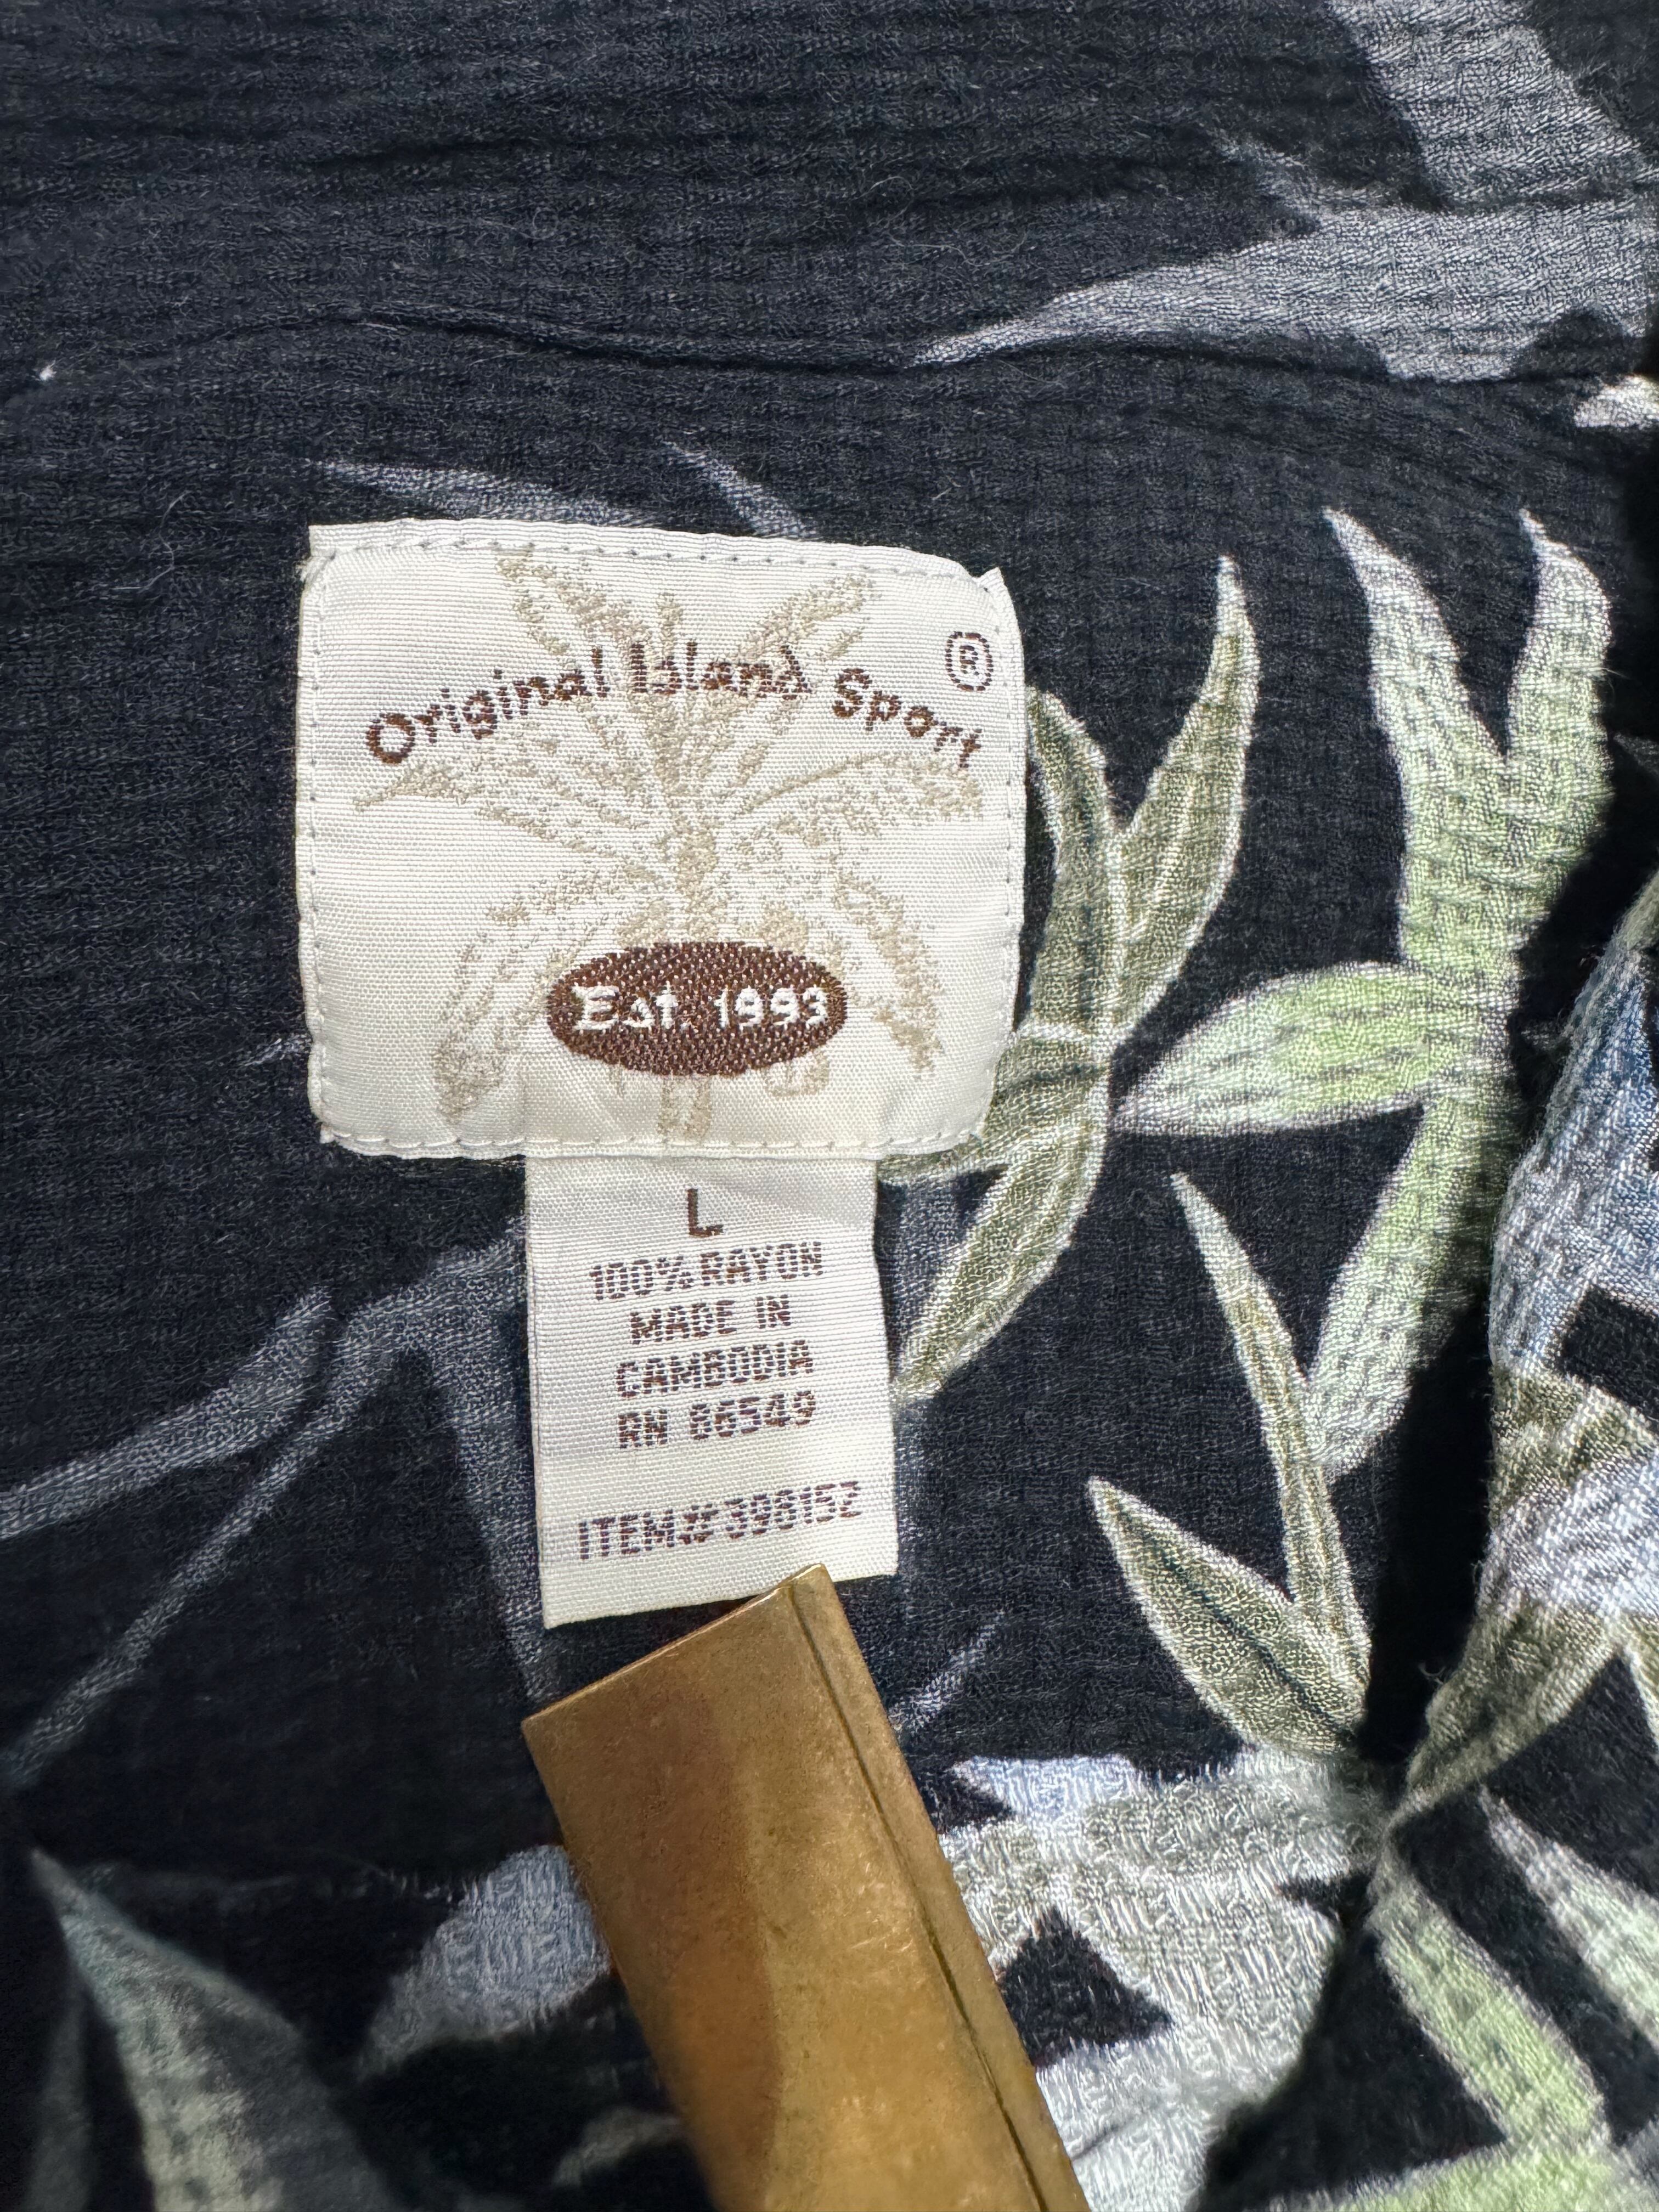 Original Island Sport ®
Est. 1993
L
100% RAYON
MADE IN
CAMBODIA
RN 86549
ITEM#398152